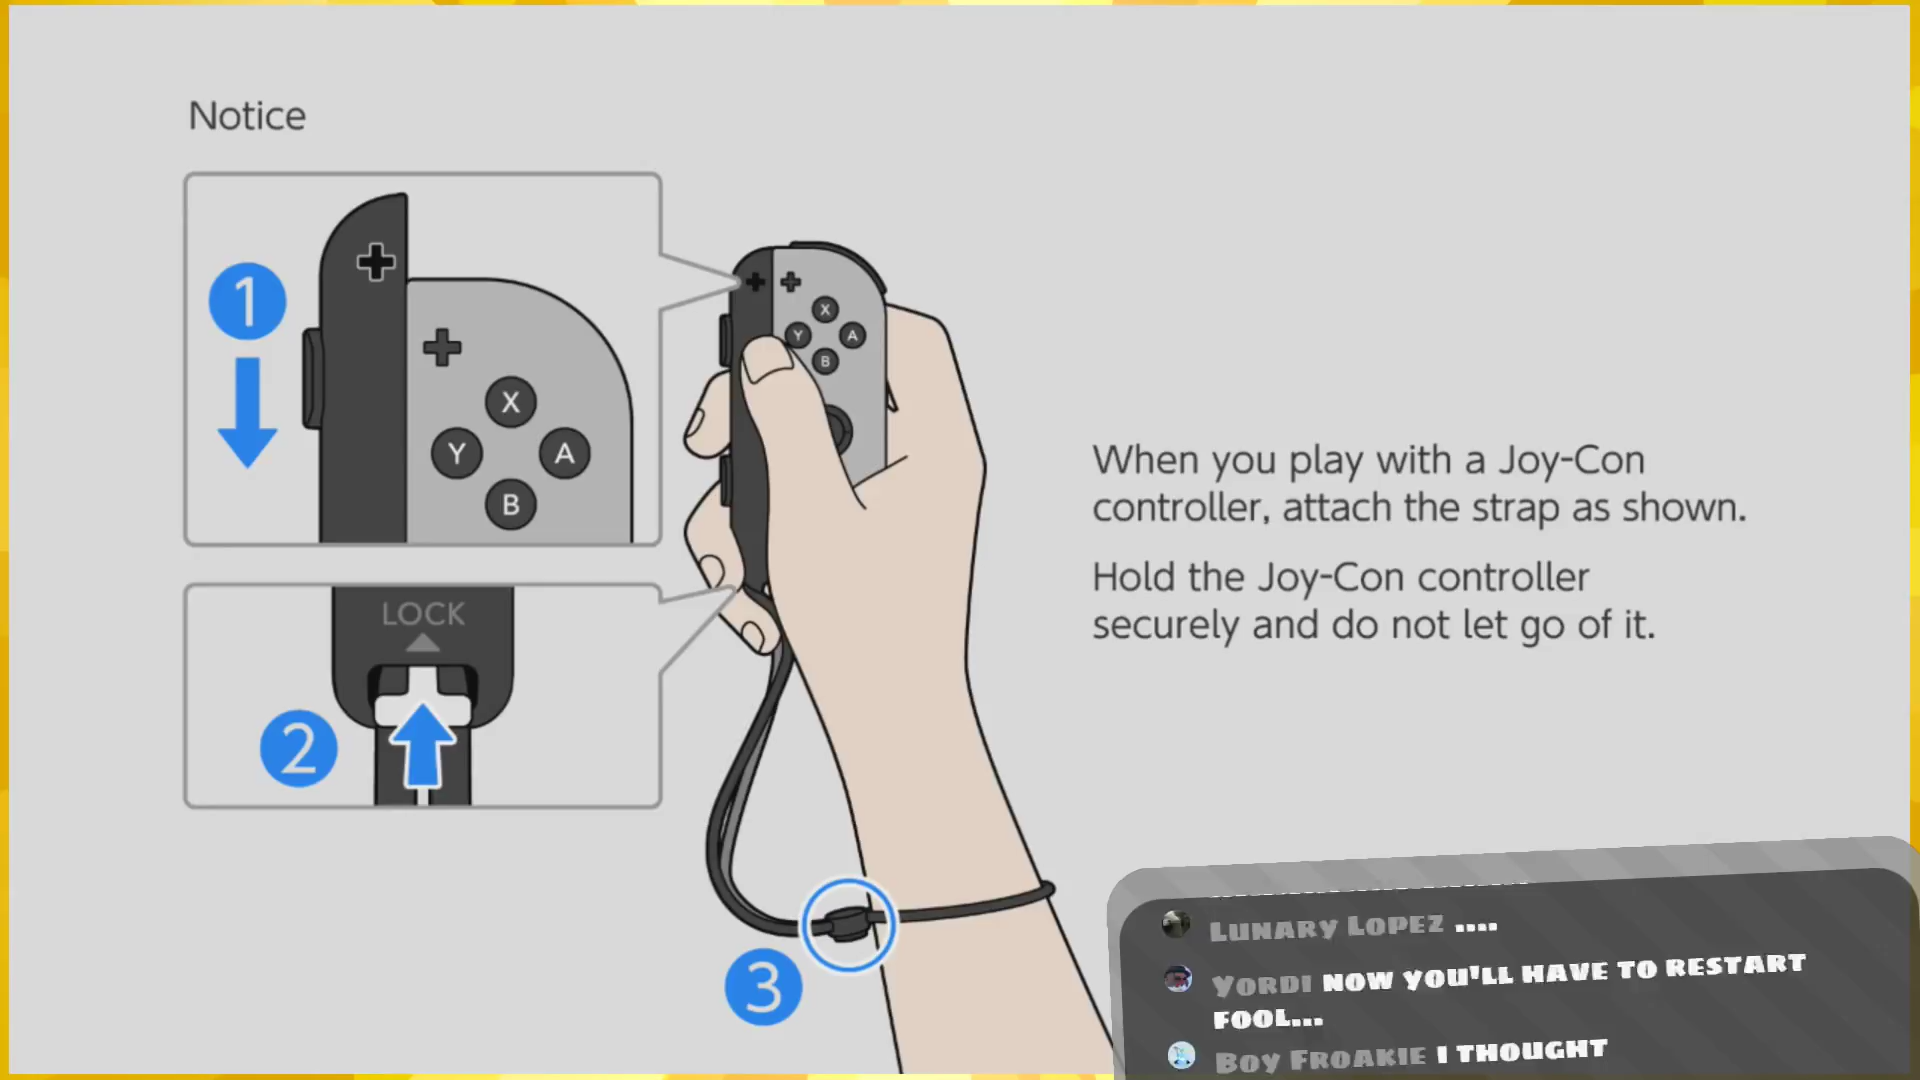 Notice
1
X
Y
A
B
X
Y
A
B
LOCK
2
When you play with a Joy-Con
controller, attach the strap as shown.
Hold the Joy-Con controller
securely and do not let go of it.
3
Lunary Lopez ....
Yordi now you'll have to restart
fool...
Boy Froakie I thought